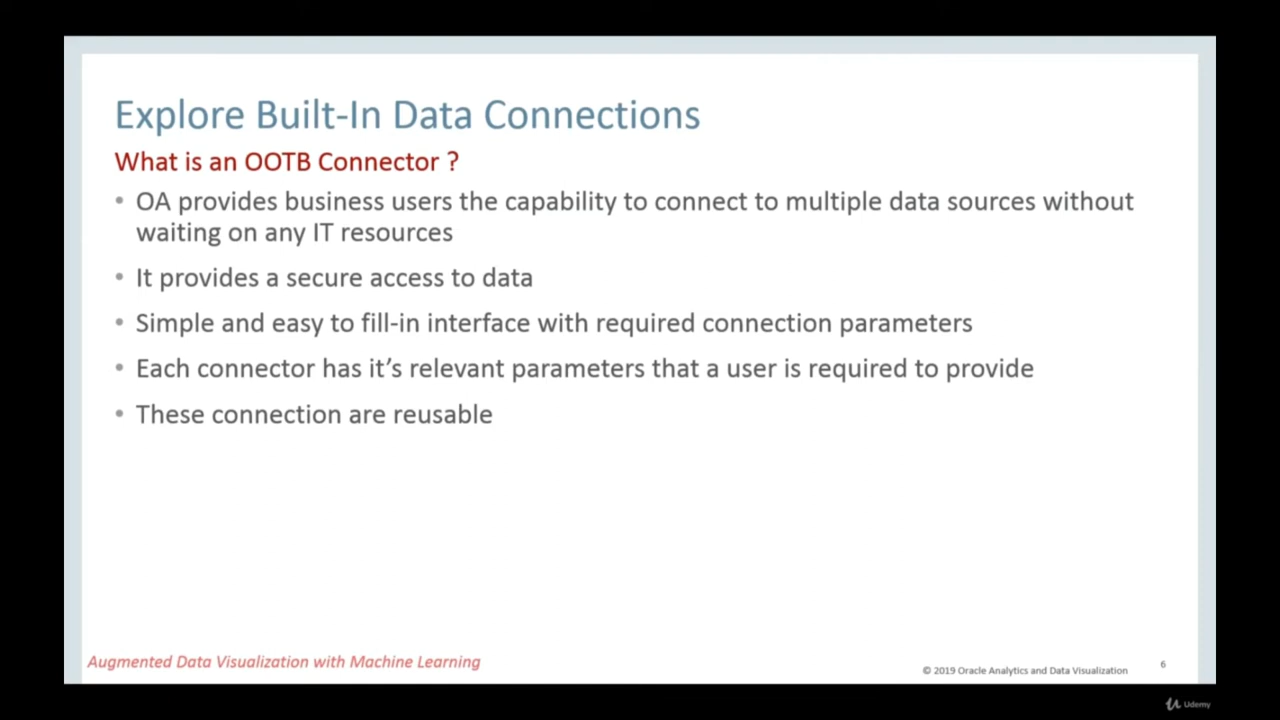 Explore Built-In Data Connections
What is an OOTB Connector ?
• OA provides business users the capability to connect to multiple data sources without
waiting on any IT resources
• It provides a secure access to data
• Simple and easy to fill-in interface with required connection parameters
• Each connector has it’s relevant parameters that a user is required to provide
• These connection are reusable
Augmented Data Visualization with Machine Learning
© 2019 Oracle Analytics and Data Visualization
6
Udemy